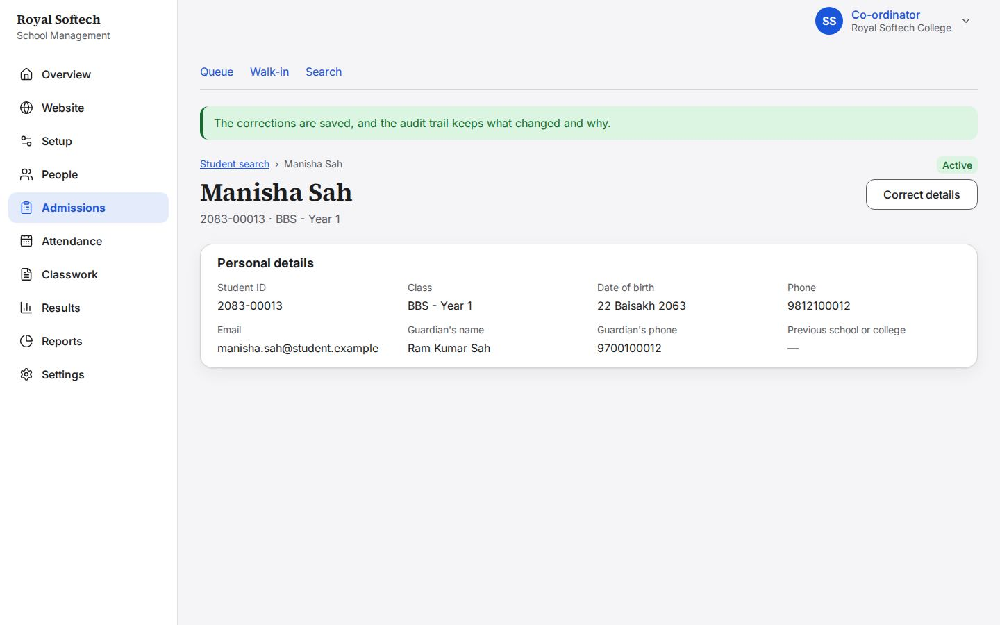 Royal Softech
School Management
Overview
Website
Setup
People
Admissions
Attendance
Classwork
Results
Reports
Settings
SS
Co-ordinator
Royal Softech College
Queue Walk-in Search
The corrections are saved, and the audit trail keeps what changed and why.
Student search › Manisha Sah
Active
Manisha Sah
Correct details
2083-00013 · BBS - Year 1
Personal details
Student ID Class Date of birth Phone
2083-00013 BBS - Year 1 22 Baisakh 2063 9812100012
Email Guardian's name Guardian's phone Previous school or college
manisha.sah@student.example Ram Kumar Sah 9700100012 —